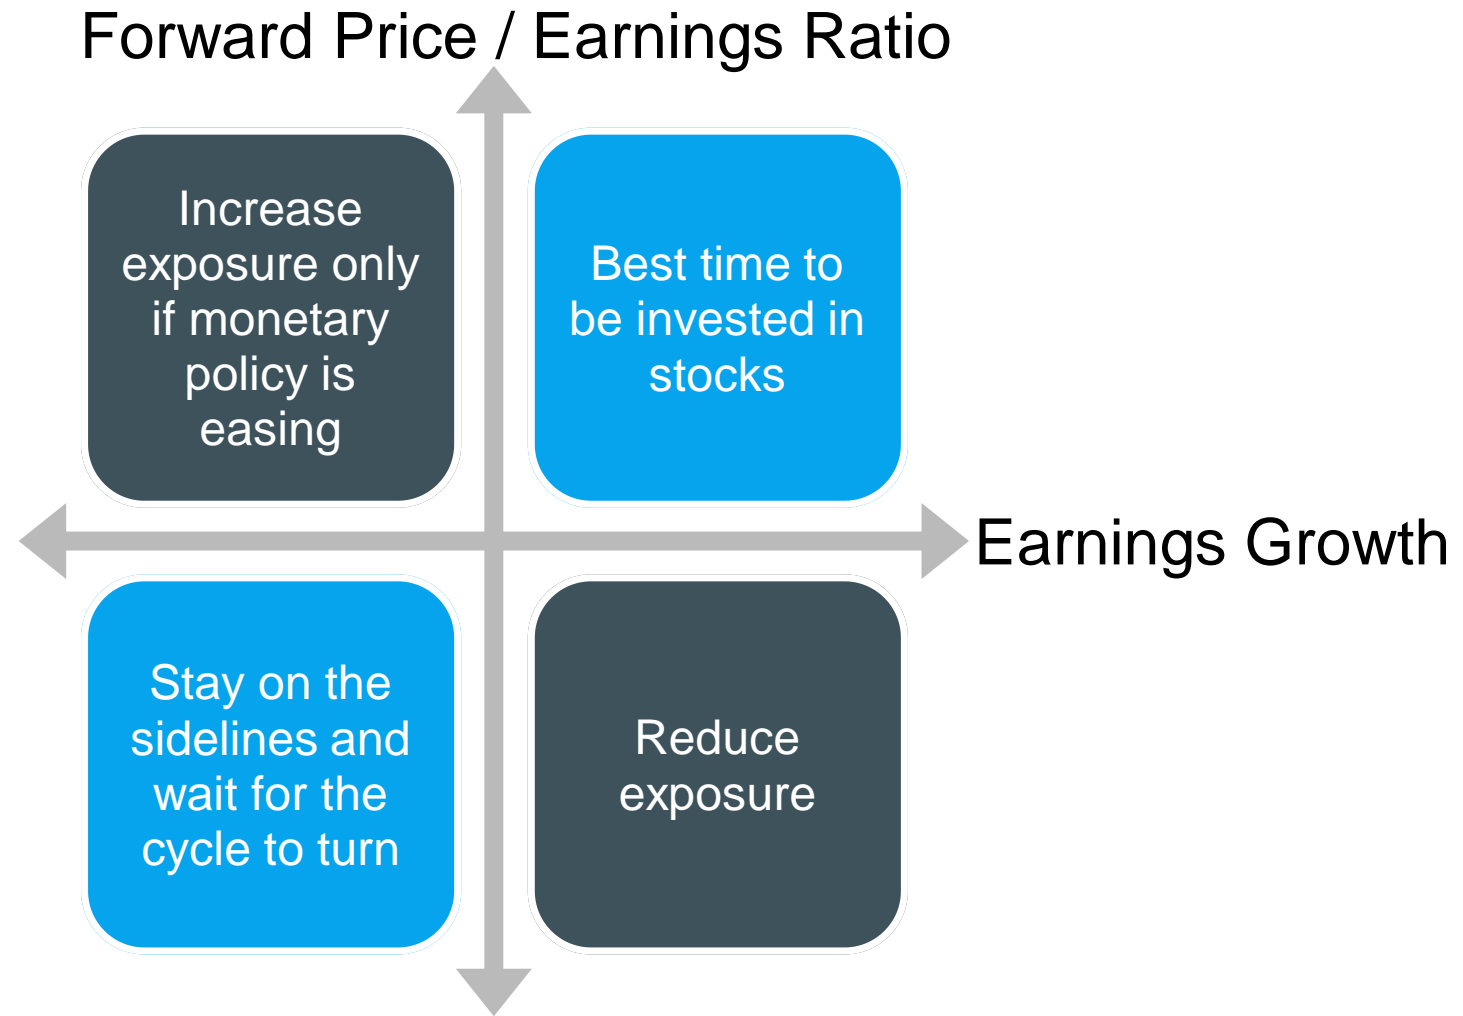 Forward Price / Earnings Ratio
Increase
exposure only
if monetary
policy is
easing
Best time to
be invested in
stocks
Earnings Growth
Stay on the
sidelines and
wait for the
cycle to turn
Reduce
exposure